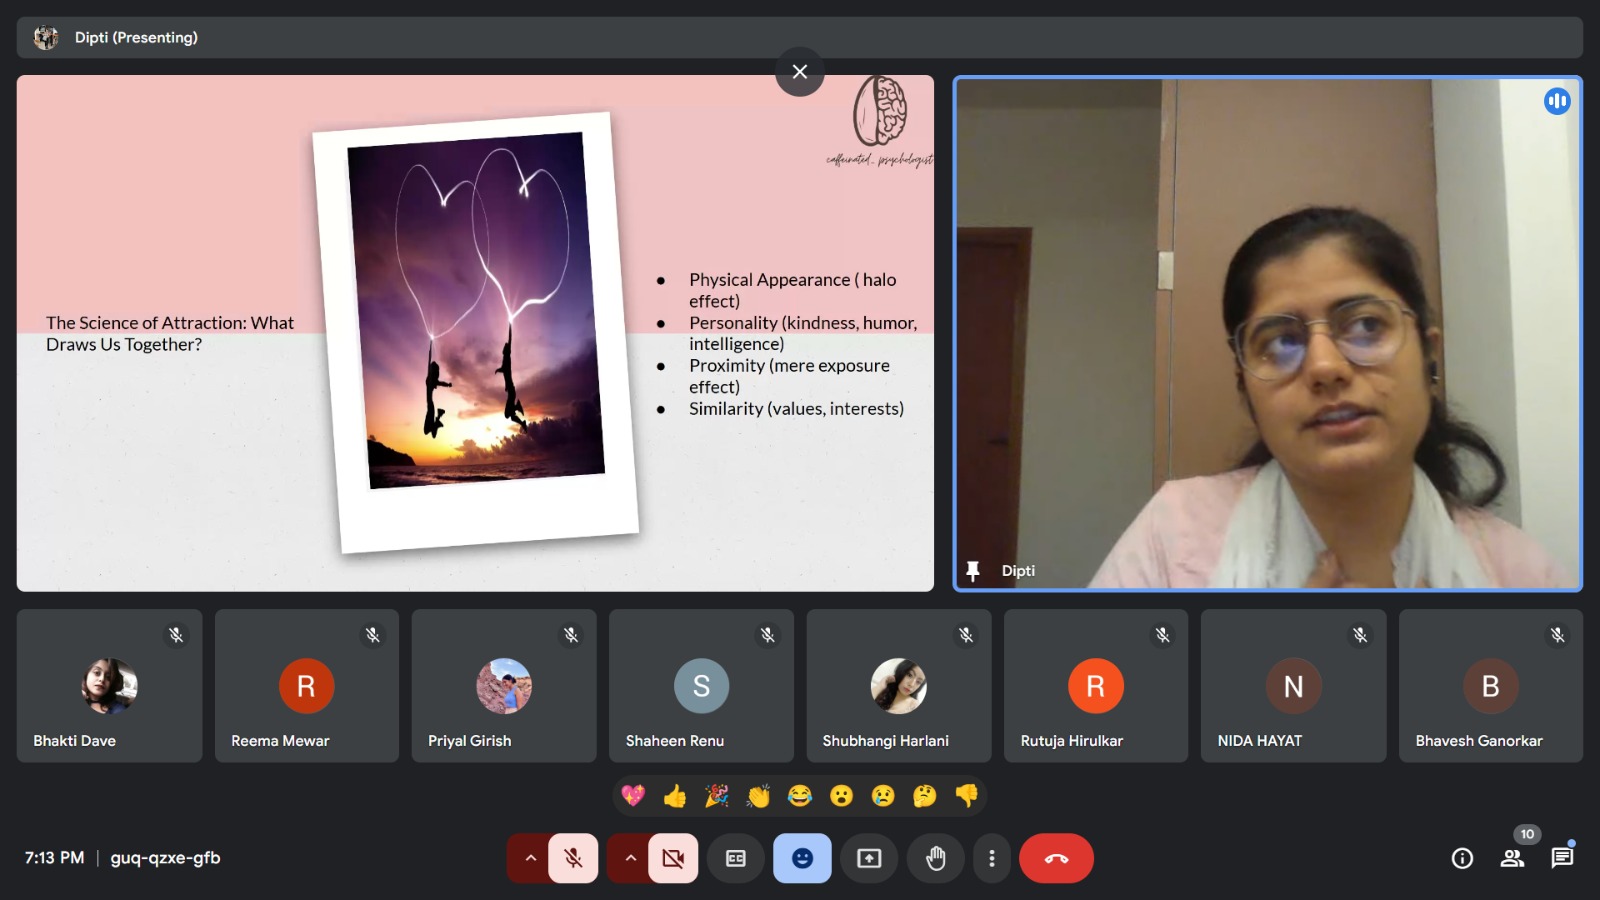 Dipti (Presenting)
caffeinated_psychologist
The Science of Attraction: What
Draws Us Together?
● Physical Appearance ( halo
effect)
● Personality (kindness, humor,
intelligence)
● Proximity (mere exposure
effect)
● Similarity (values, interests)
Dipti
Bhakti Dave
R
Reema Mewar
Priyal Girish
S
Shaheen Renu
Shubhangi Harlani
R
Rutuja Hirulkar
N
NIDA HAYAT
B
Bhavesh Ganorkar
7:13 PM | guq-qzxe-gfb
CC
10